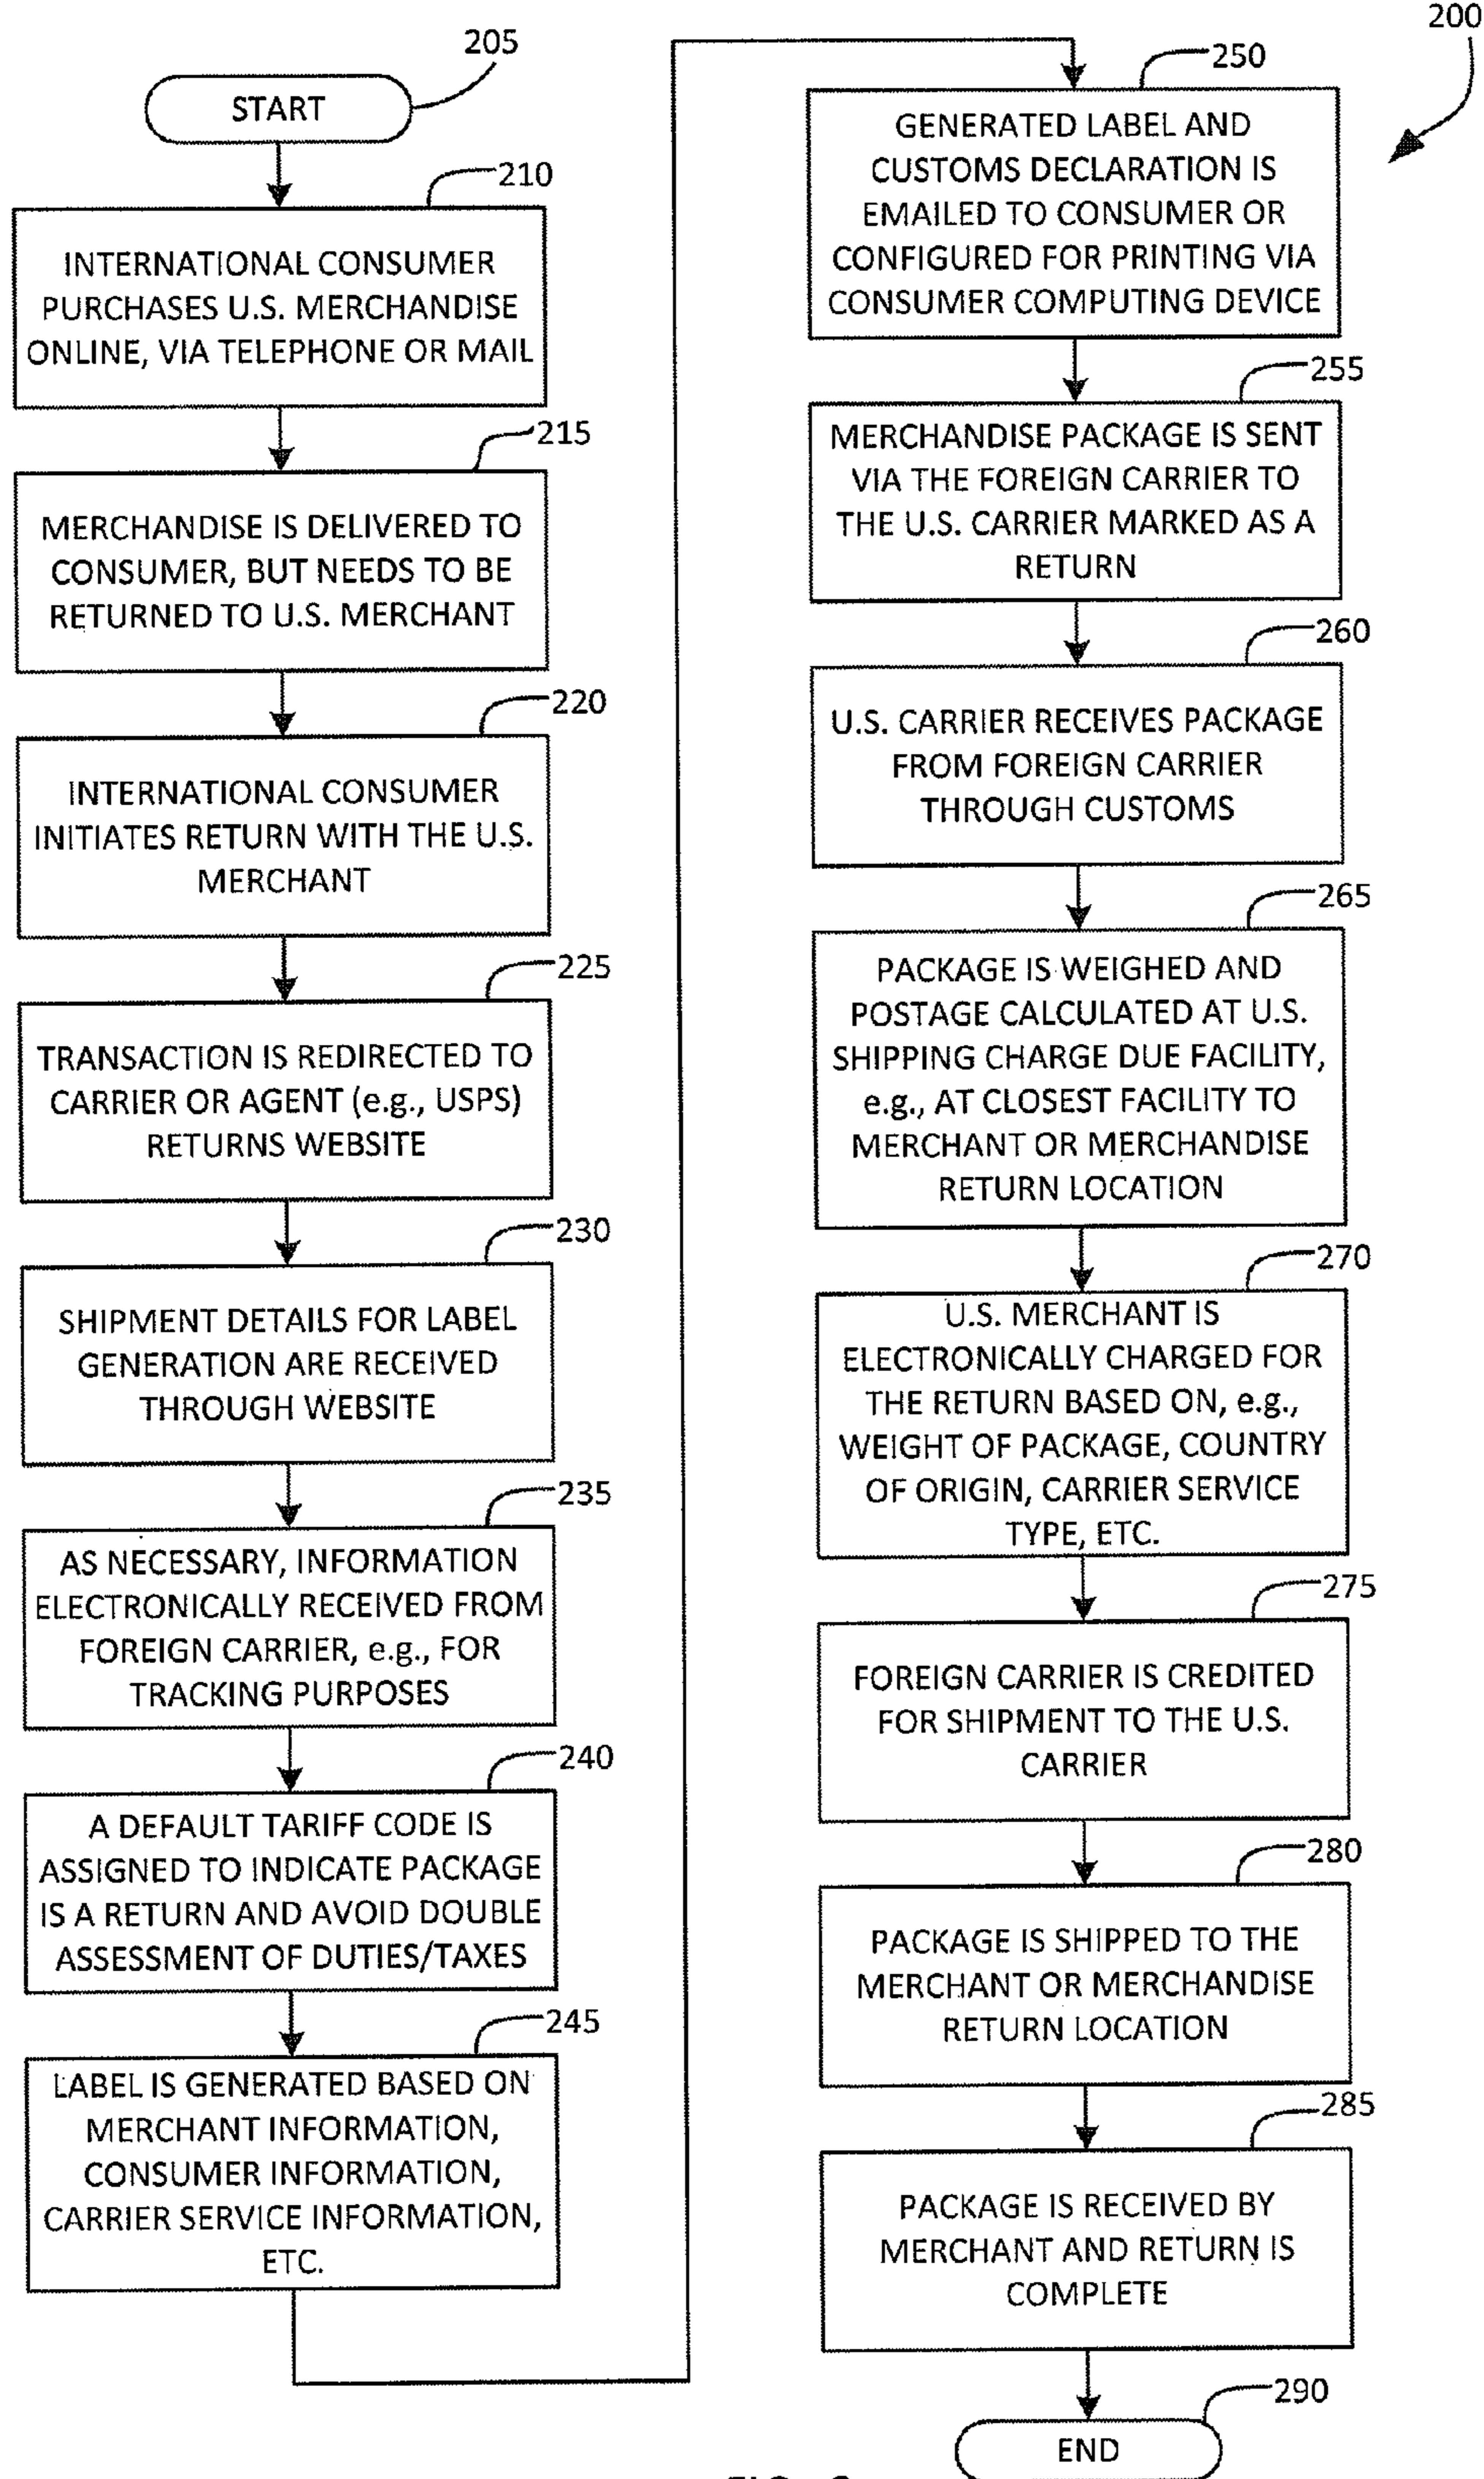 200
205
START
210
INTERNATIONAL CONSUMER
PURCHASES U.S. MERCHANDISE
ONLINE, VIA TELEPHONE OR MAIL
215
MERCHANDISE IS DELIVERED TO
CONSUMER, BUT NEEDS TO BE
RETURNED TO U.S. MERCHANT
220
INTERNATIONAL CONSUMER
INITIATES RETURN WITH THE U.S.
MERCHANT
225
TRANSACTION IS REDIRECTED TO
CARRIER OR AGENT (e.g., USPS)
RETURNS WEBSITE
230
SHIPMENT DETAILS FOR LABEL
GENERATION ARE RECEIVED
THROUGH WEBSITE
235
AS NECESSARY, INFORMATION
ELECTRONICALLY RECEIVED FROM
FOREIGN CARRIER, e.g., FOR
TRACKING PURPOSES
240
A DEFAULT TARIFF CODE IS
ASSIGNED TO INDICATE PACKAGE
IS A RETURN AND AVOID DOUBLE
ASSESSMENT OF DUTIES/TAXES
245
LABEL IS GENERATED BASED ON
MERCHANT INFORMATION,
CONSUMER INFORMATION,
CARRIER SERVICE INFORMATION,
ETC.
250
GENERATED LABEL AND
CUSTOMS DECLARATION IS
EMAILED TO CONSUMER OR
CONFIGURED FOR PRINTING VIA
CONSUMER COMPUTING DEVICE
255
MERCHANDISE PACKAGE IS SENT
VIA THE FOREIGN CARRIER TO
THE U.S. CARRIER MARKED AS A
RETURN
260
U.S. CARRIER RECEIVES PACKAGE
FROM FOREIGN CARRIER
THROUGH CUSTOMS
265
PACKAGE IS WEIGHED AND
POSTAGE CALCULATED AT U.S.
SHIPPING CHARGE DUE FACILITY,
e.g., AT CLOSEST FACILITY TO
MERCHANT OR MERCHANDISE
RETURN LOCATION
270
U.S. MERCHANT IS
ELECTRONICALLY CHARGED FOR
THE RETURN BASED ON, e.g.,
WEIGHT OF PACKAGE, COUNTRY
OF ORIGIN, CARRIER SERVICE
TYPE, ETC.
275
FOREIGN CARRIER IS CREDITED
FOR SHIPMENT TO THE U.S.
CARRIER
280
PACKAGE IS SHIPPED TO THE
MERCHANT OR MERCHANDISE
RETURN LOCATION
285
PACKAGE IS RECEIVED BY
MERCHANT AND RETURN IS
COMPLETE
290
END